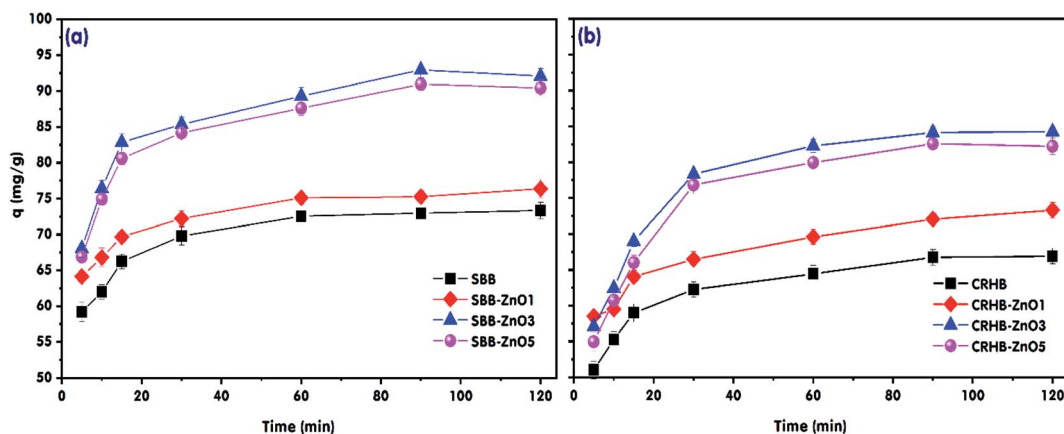 (a)
q (mg/g)
100
95
90
85
80
75
70
65
60
55
50
0 20 40 60 80 100 120
Time (min)
SBB
SBB-ZnO1
SBB-ZnO3
SBB-ZnO5
(b)
0 20 40 60 80 100 120
Time (min)
CRHB
CRHB-ZnO1
CRHB-ZnO3
CRHB-ZnO5